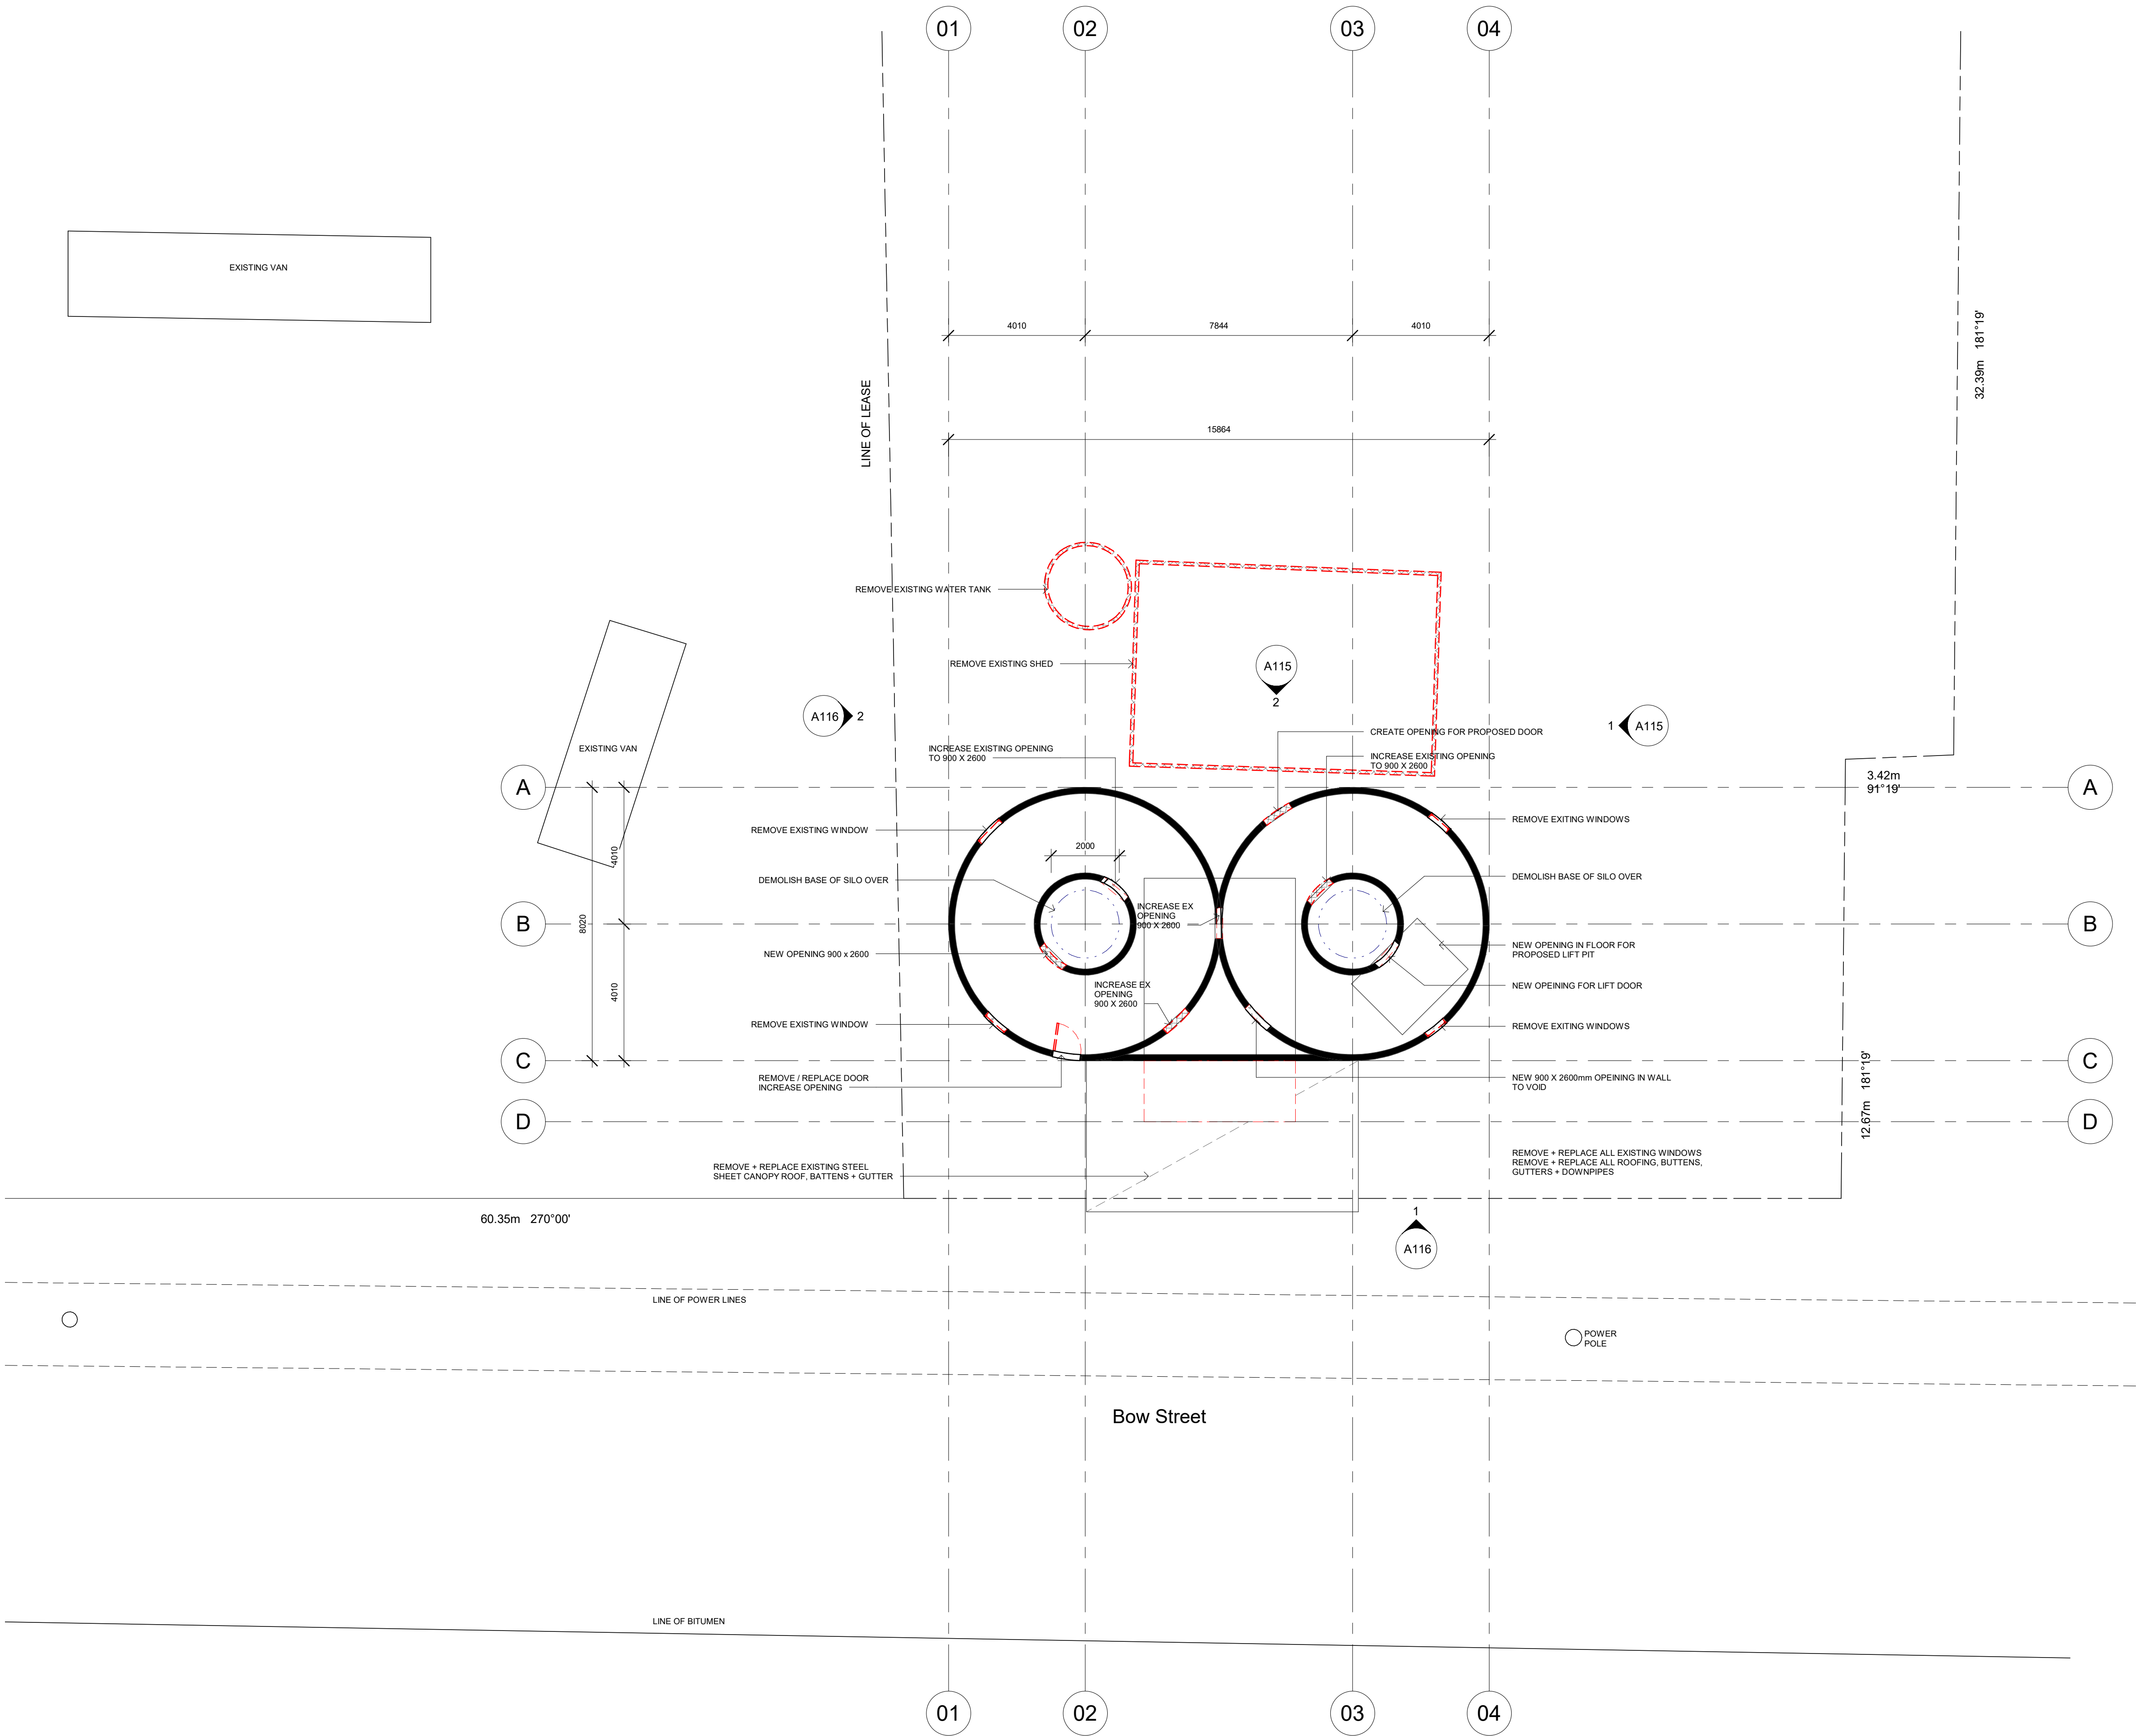 01
02
03
04
EXISTING VAN
4010
7844
4010
32.39m 181°19'
LINE OF LEASE
15864
REMOVE EXISTING WATER TANK
REMOVE EXISTING SHED
A115
2
A116
2
1
A115
CREATE OPENING FOR PROPOSED DOOR
EXISTING VAN
INCREASE EXISTING OPENING
TO 900 X 2600
INCREASE EXISTING OPENING
TO 900 X 2600
3.42m
91°19'
A
A
REMOVE EXISTING WINDOW
REMOVE EXITING WINDOWS
4010
2000
DEMOLISH BASE OF SILO OVER
DEMOLISH BASE OF SILO OVER
INCREASE EX
OPENING
900 X 2600
8020
B
B
NEW OPENING 900 x 2600
NEW OPENING IN FLOOR FOR
PROPOSED LIFT PIT
4010
INCREASE EX
OPENING
900 X 2600
NEW OPEINING FOR LIFT DOOR
REMOVE EXISTING WINDOW
REMOVE EXITING WINDOWS
C
C
REMOVE / REPLACE DOOR
INCREASE OPENING
NEW 900 X 2600mm OPEINING IN WALL
TO VOID
12.67m 181°19'
D
D
REMOVE + REPLACE EXISTING STEEL
SHEET CANOPY ROOF, BATTENS + GUTTER
REMOVE + REPLACE ALL EXISTING WINDOWS
REMOVE + REPLACE ALL ROOFING, BUTTENS,
GUTTERS + DOWNPIPES
60.35m 270°00'
1
A116
LINE OF POWER LINES
POWER
POLE
Bow Street
LINE OF BITUMEN
01
02
03
04